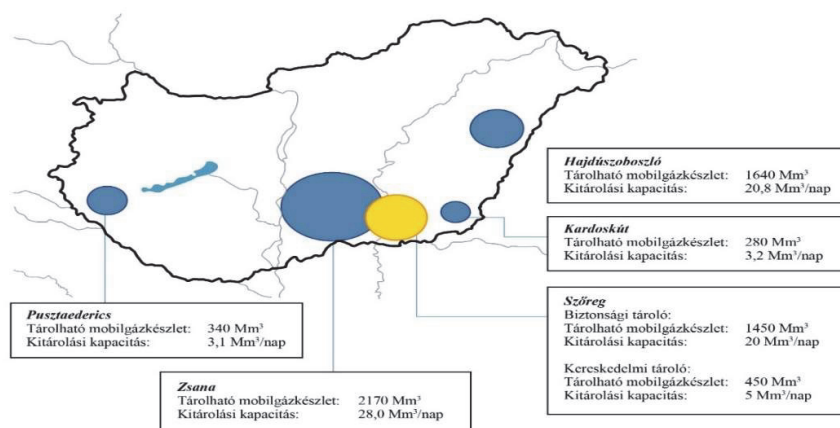 Hajdúszoboszló
Tárolható mobilgázkészlet: 1640 Mm³
Kitárolási kapacitás: 20,8 Mm³/nap
Kardoskút
Tárolható mobilgázkészlet: 280 Mm³
Kitárolási kapacitás: 3,2 Mm³/nap
Szőreg
Biztonsági tároló:
Tárolható mobilgázkészlet: 1450 Mm³
Kitárolási kapacitás: 20 Mm³/nap
Kereskedelmi tároló:
Tárolható mobilgázkészlet: 450 Mm³
Kitárolási kapacitás: 5 Mm³/nap
Pusztaederics
Tárolható mobilgázkészlet: 340 Mm³
Kitárolási kapacitás: 3,1 Mm³/nap
Zsana
Tárolható mobilgázkészlet: 2170 Mm³
Kitárolási kapacitás: 28,0 Mm³/nap